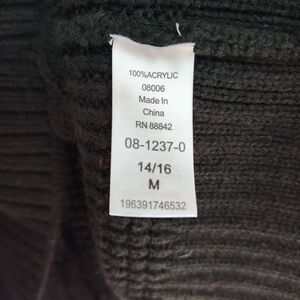 100%ACRYLIC
08006
Made In
China
RN 88842
08-1237-0
14/16
M
196391746532